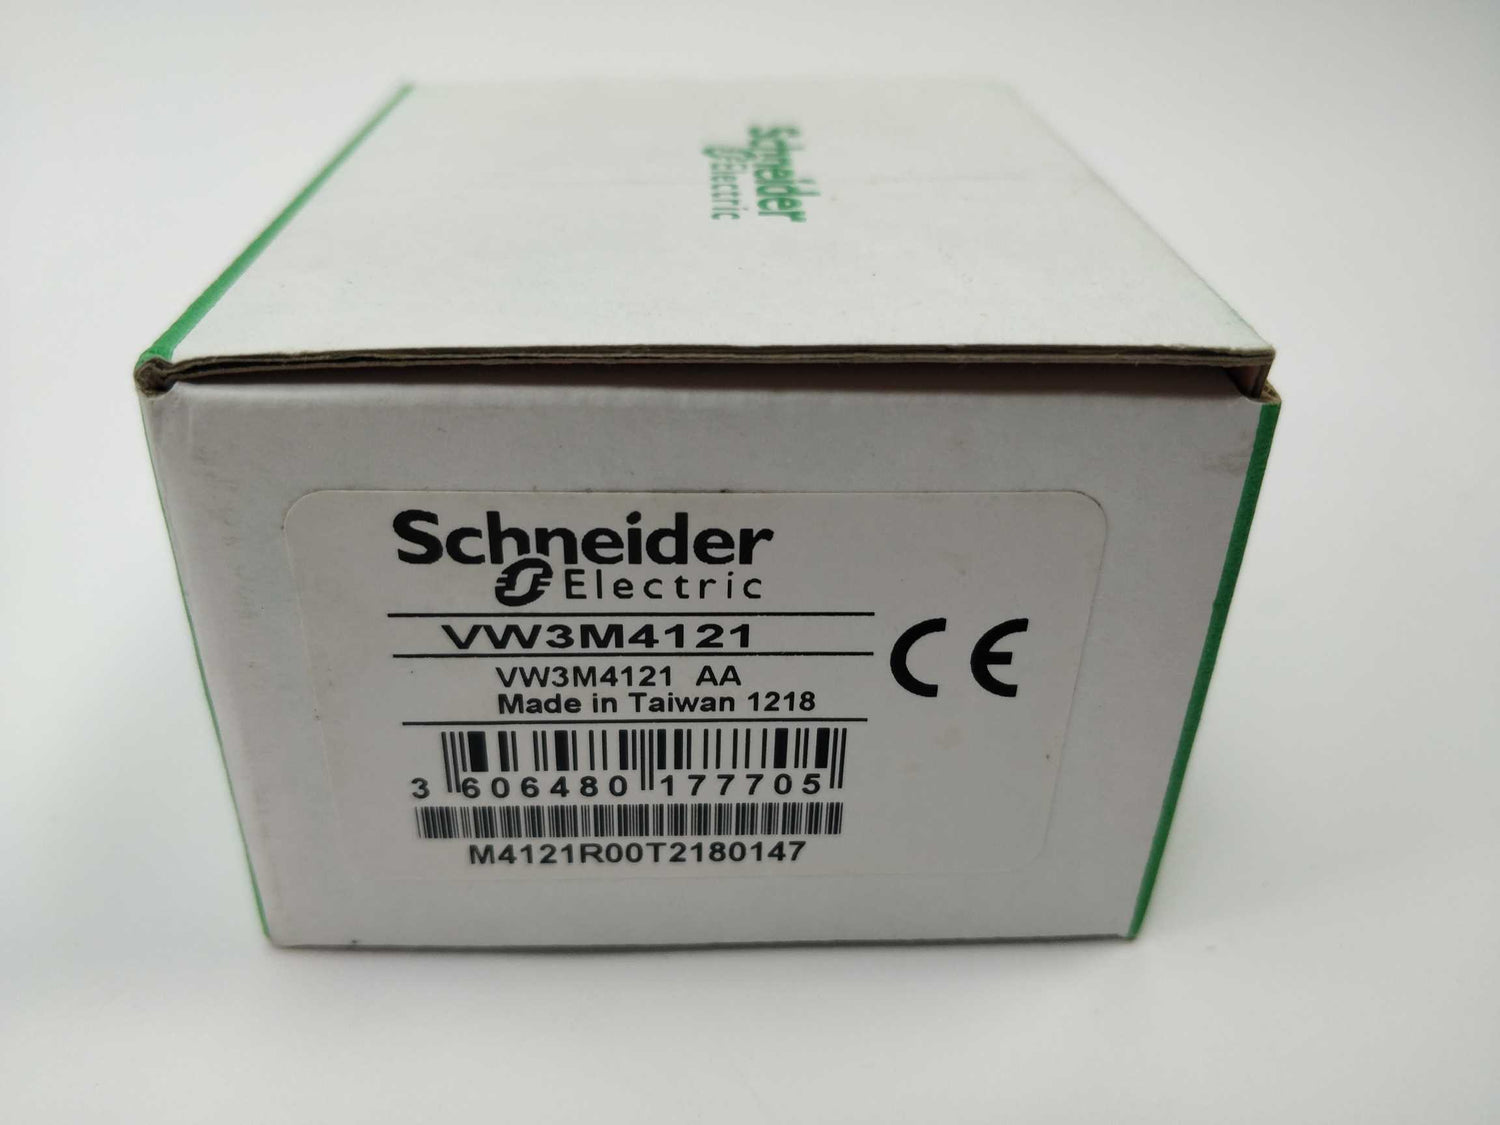 Schneider
Electric
Schneider
Electric
VW3M4121
VW3M4121 AA
Made in Taiwan 1218
CE
3 606480 177705
M4121R00T2180147